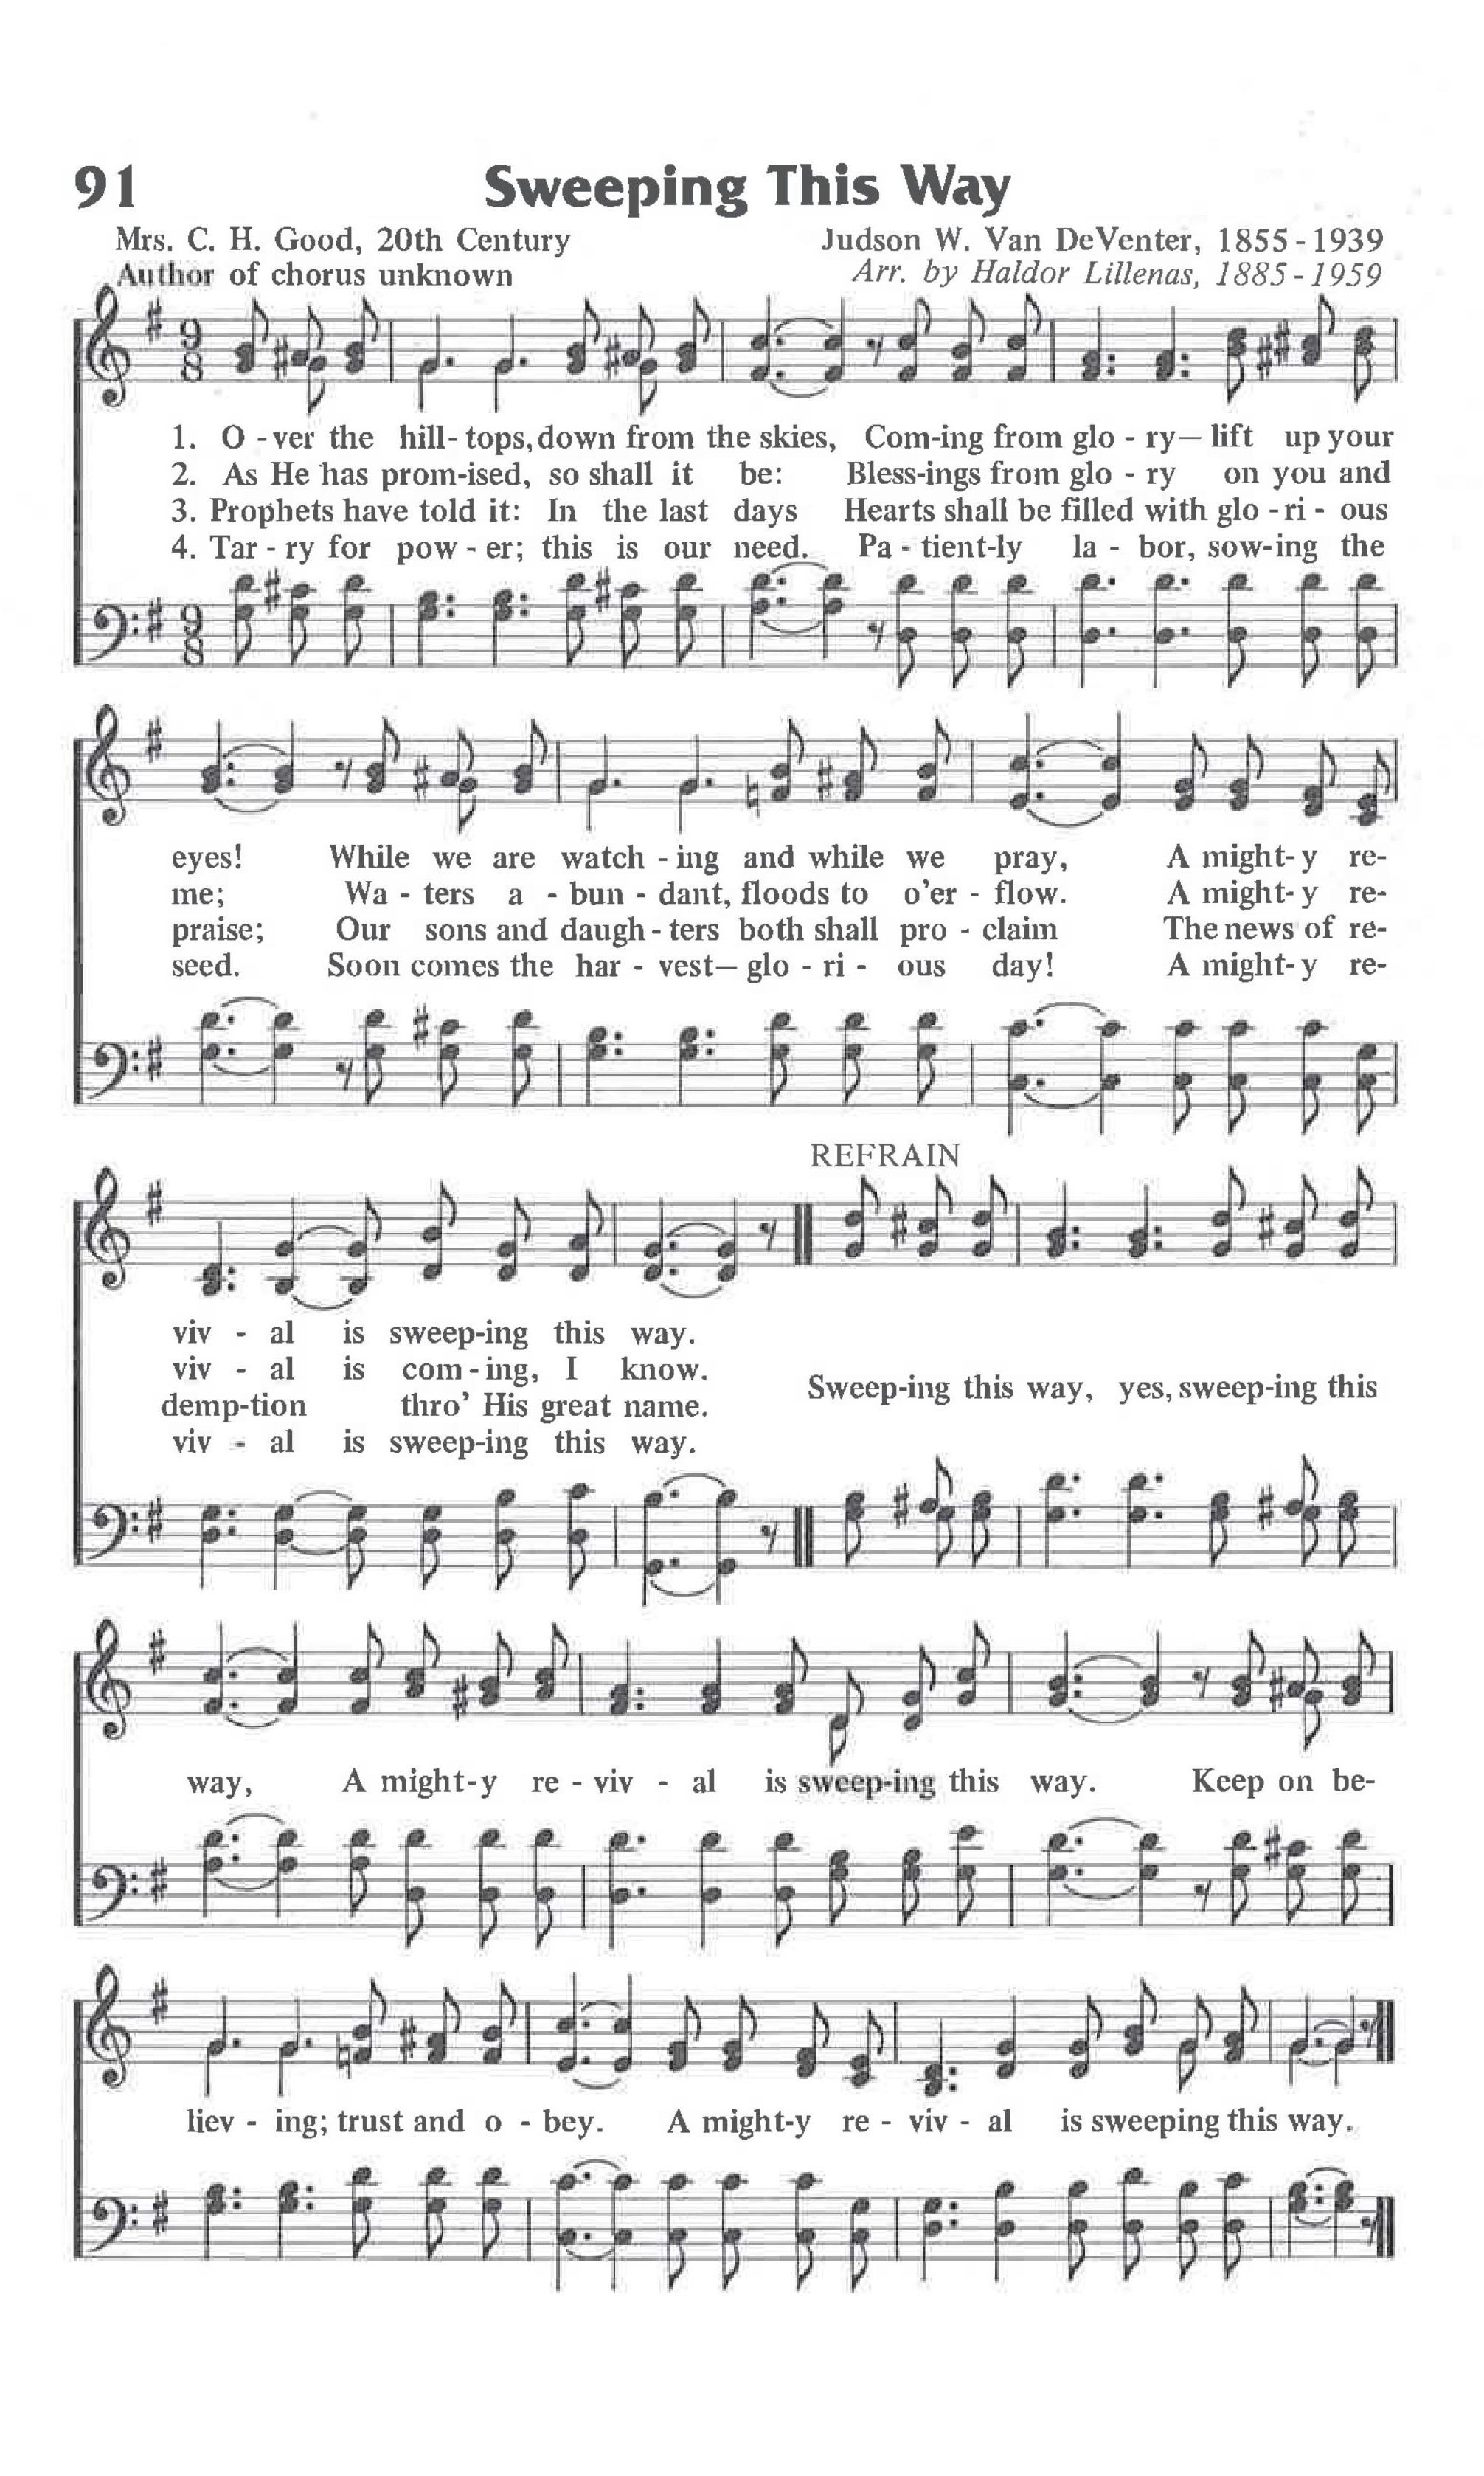 91 Sweeping This Way
Mrs. C. H. Good, 20th Century Judson W. Van DeVenter, 1855-1939
Author of chorus unknown Arr. by Haldor Lillenas, 1885-1959
1. O - ver the hill- tops, down from the skies, Com-ing from glo - ry— lift up your
2. As He has prom-ised, so shall it be: Bless-ings from glo - ry on you and
3. Prophets have told it: In the last days Hearts shall be filled with glo - ri - ous
4. Tar - ry for pow - er; this is our need. Pa - tient-ly la - bor, sow-ing the
eyes! While we are watch - ing and while we pray, A might- y re-
me; Wa - ters a - bun - dant, floods to o'er - flow. A might- y re-
praise; Our sons and daugh - ters both shall pro - claim The news of re-
seed. Soon comes the har - vest— glo - ri - ous day! A might- y re-
REFRAIN
viv - al is sweep-ing this way.
viv - al is com - ing, I know.
demp-tion thro' His great name.
viv - al is sweep-ing this way.
Sweep-ing this way, yes, sweep-ing this
way, A might-y re - viv - al is sweep-ing this way. Keep on be-
liev - ing; trust and o - bey. A might-y re - viv - al is sweeping this way.